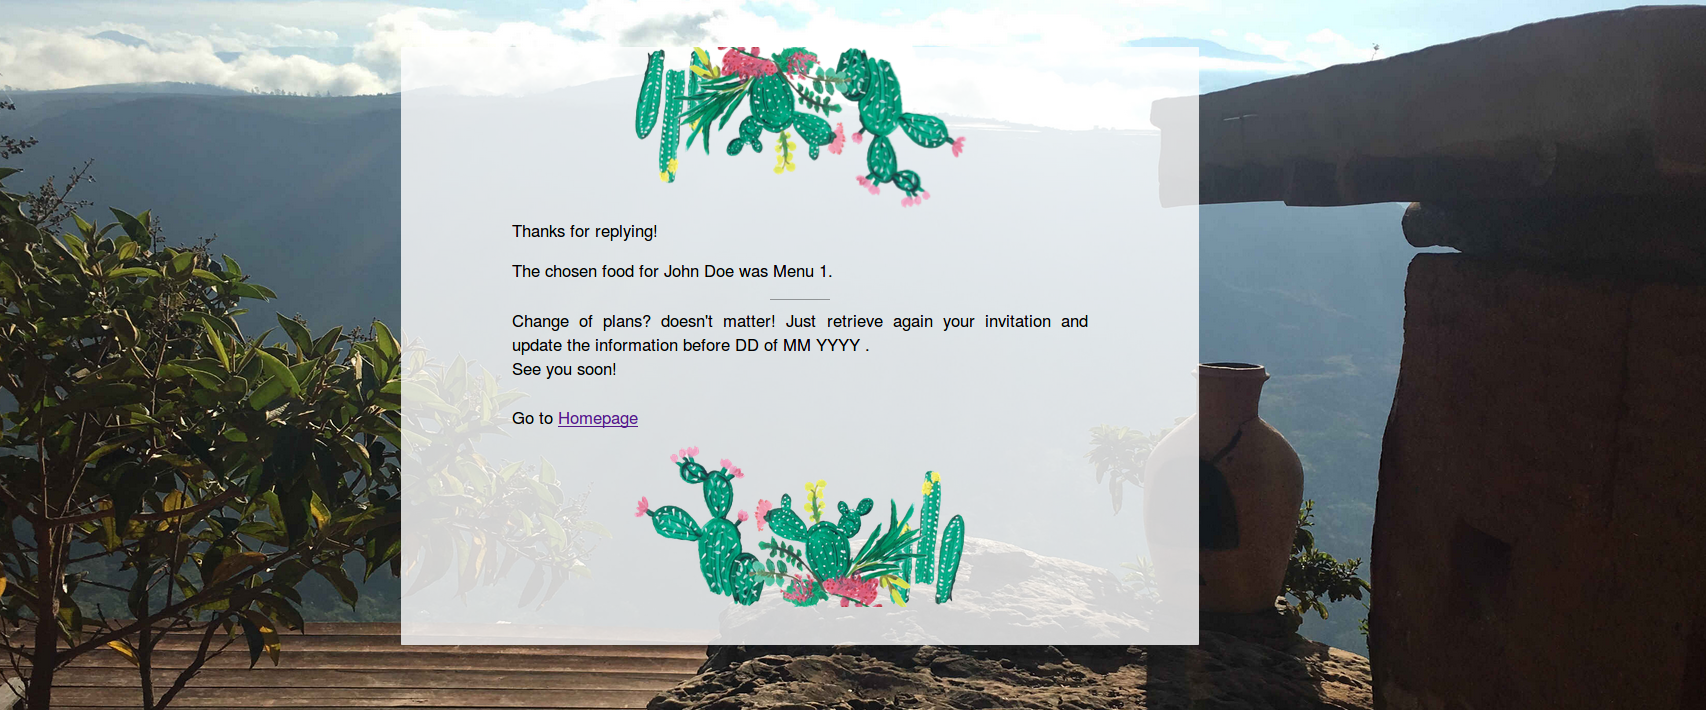 Thanks for replying!
The chosen food for John Doe was Menu 1.
Change of plans? doesn't matter! Just retrieve again your invitation and
update the information before DD of MM YYYY .
See you soon!
Go to Homepage